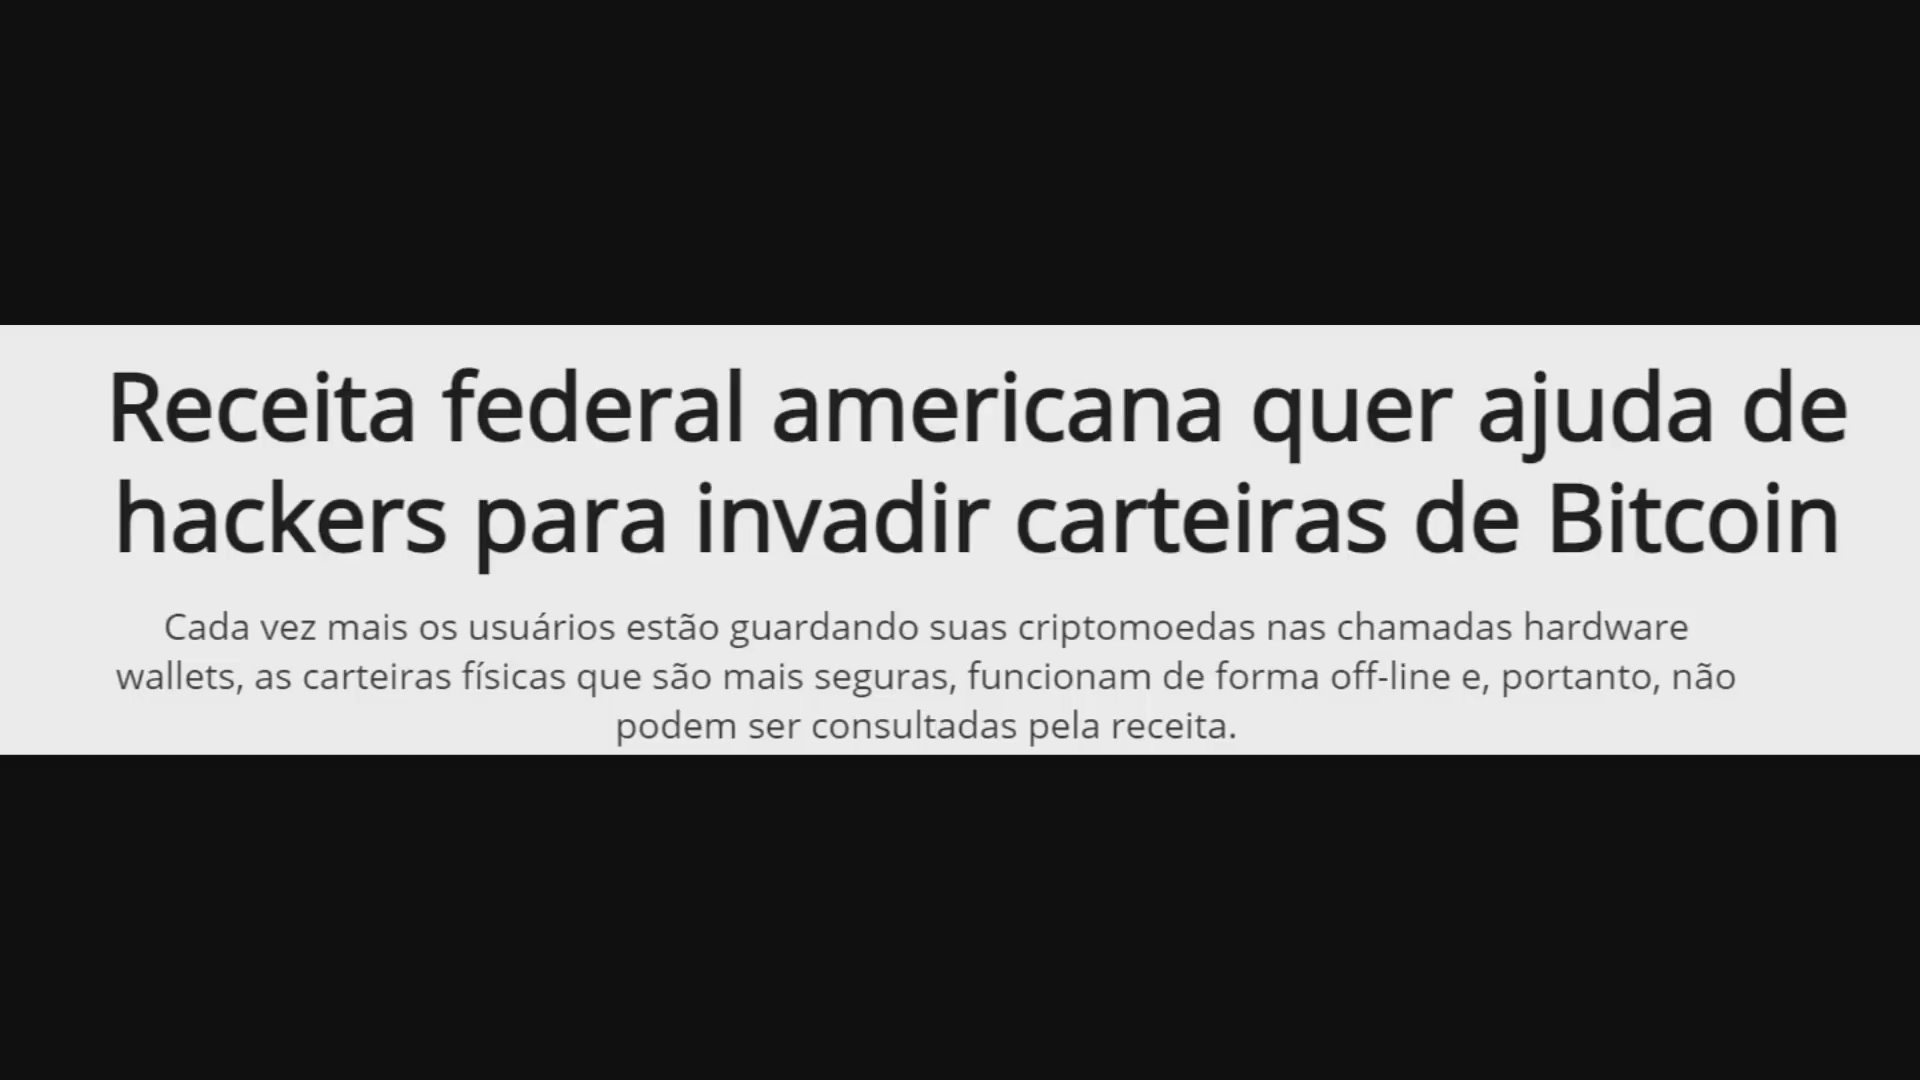 Receita federal americana quer ajuda de
hackers para invadir carteiras de Bitcoin
Cada vez mais os usuários estão guardando suas criptomoedas nas chamadas hardware
wallets, as carteiras físicas que são mais seguras, funcionam de forma off-line e, portanto, não
podem ser consultadas pela receita.